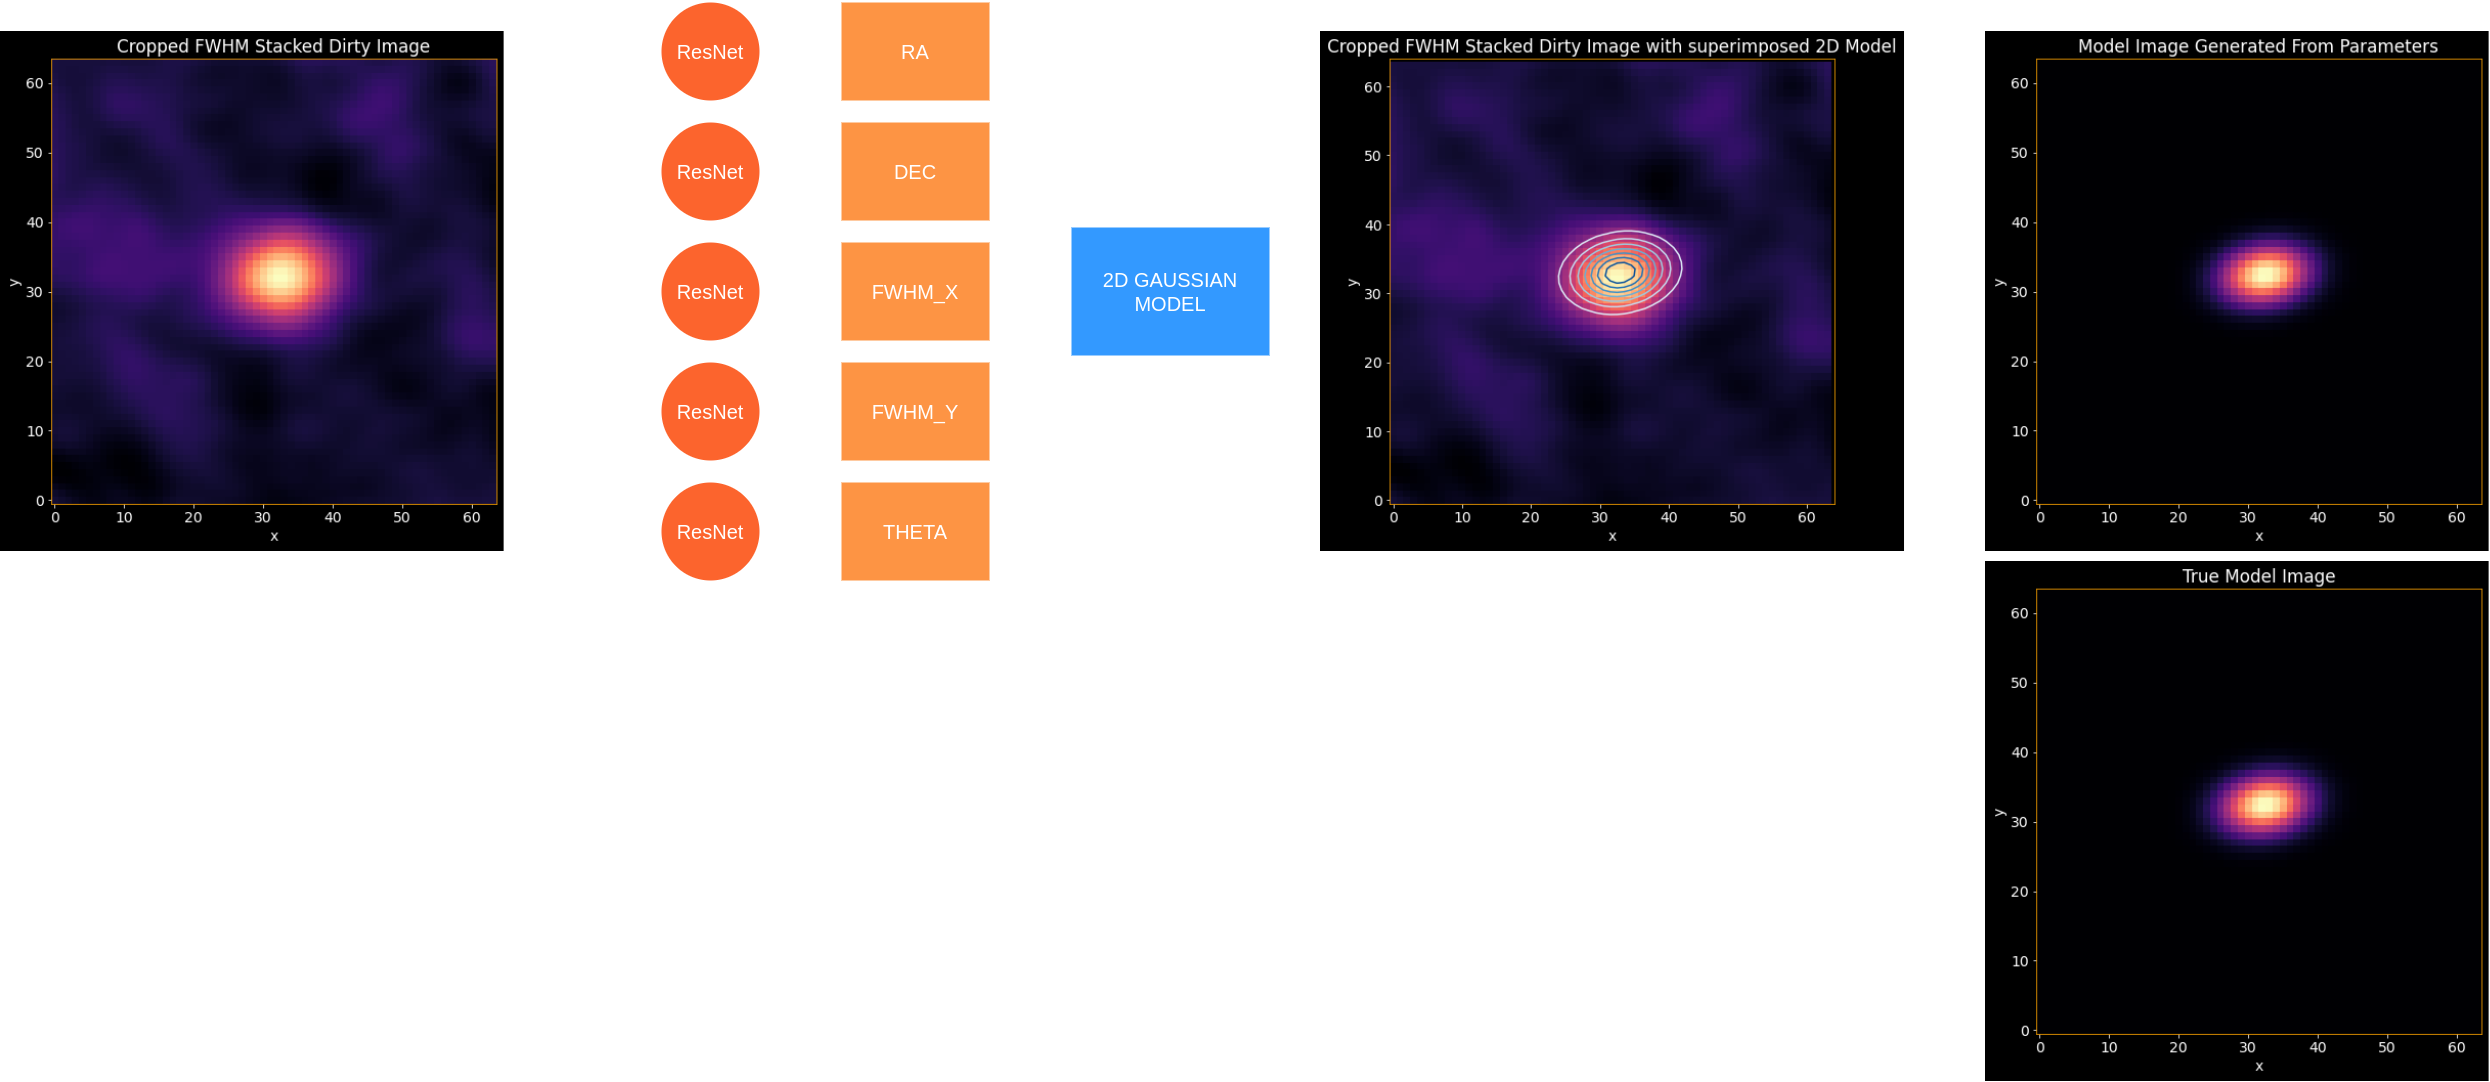 Cropped FWHM Stacked Dirty Image
y
60
50
40
30
20
10
0
0 10 20 30 40 50 60
x
ResNet
ResNet
ResNet
ResNet
ResNet
RA
DEC
FWHM_X
FWHM_Y
THETA
2D GAUSSIAN
MODEL
Cropped FWHM Stacked Dirty Image with superimposed 2D Model
y
60
50
40
30
20
10
0
0 10 20 30 40 50 60
x
Model Image Generated From Parameters
y
60
50
40
30
20
10
0
0 10 20 30 40 50 60
x
True Model Image
y
60
50
40
30
20
10
0
0 10 20 30 40 50 60
x